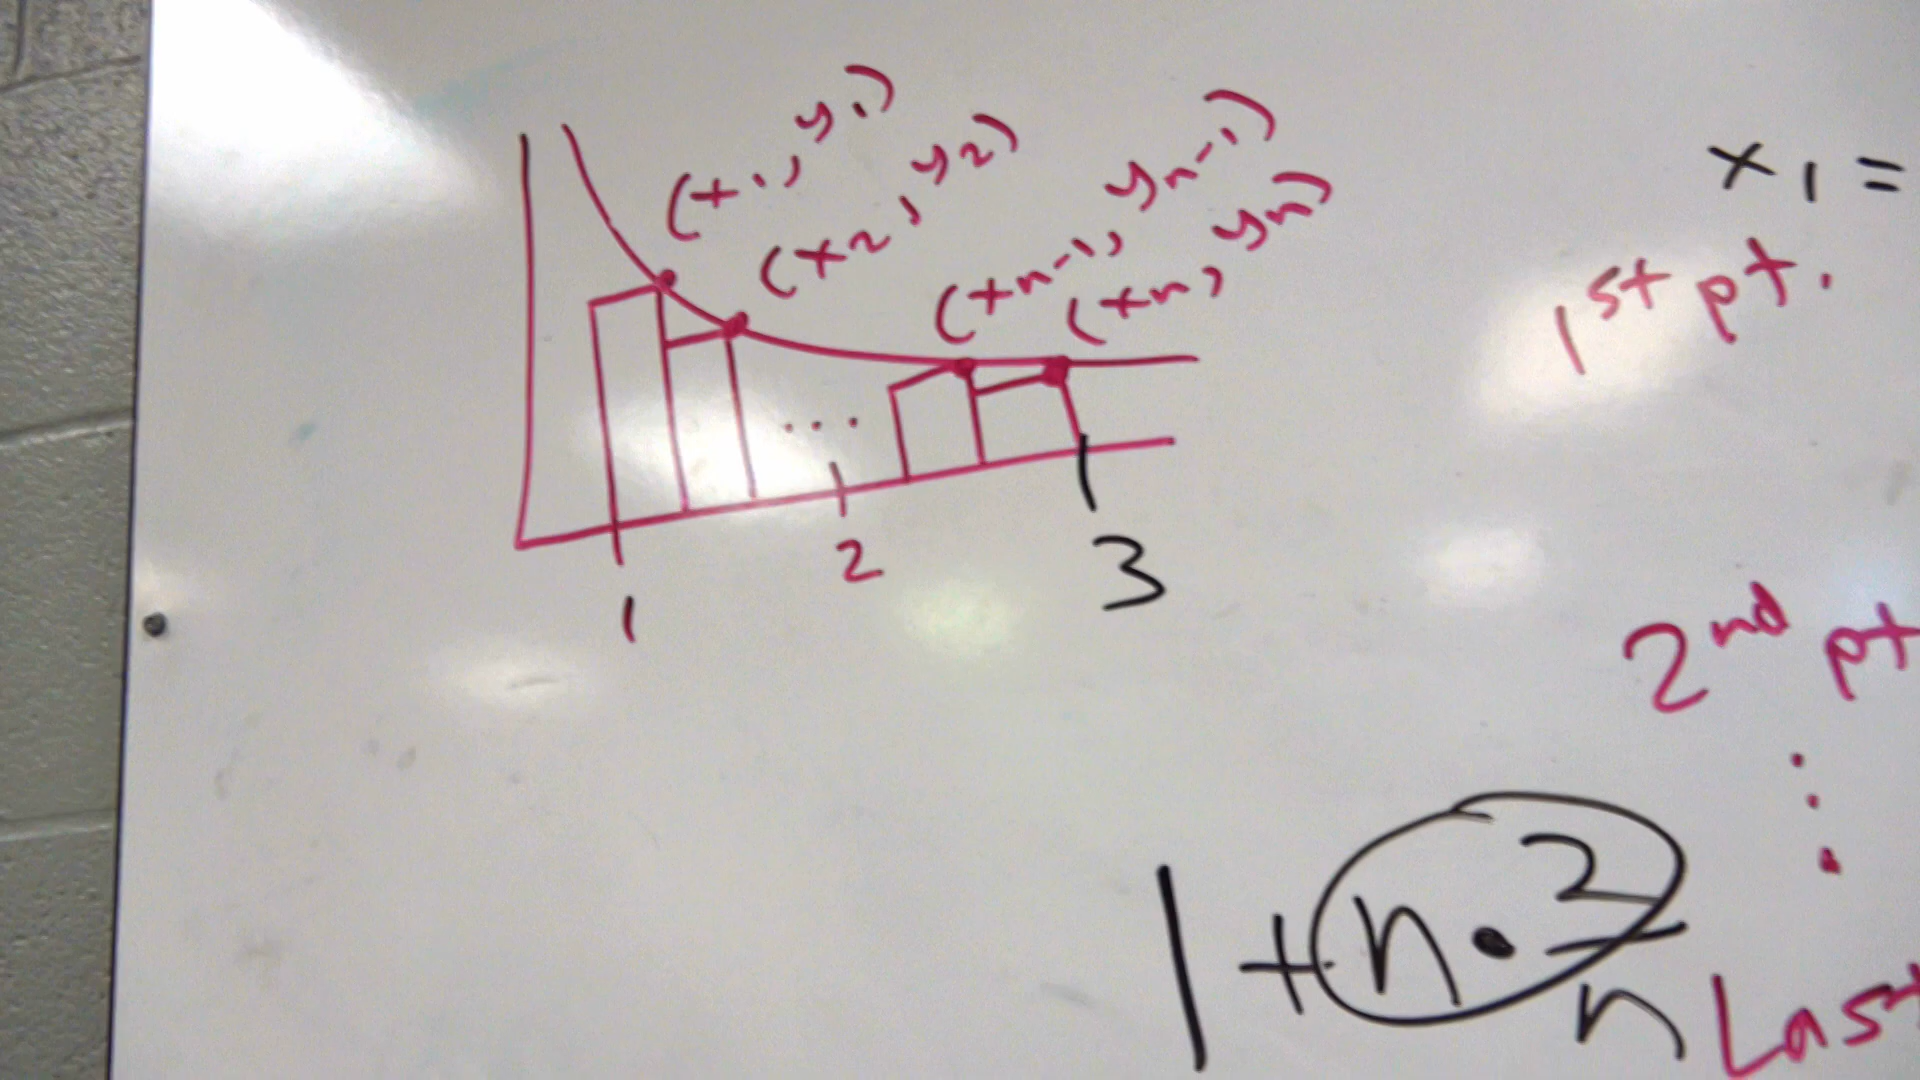 (x1, y1)
(x2, y2)
(xn-1, yn-1)
(xn, yn)
...
1
2
3
x1 =
1st pt.
2nd pt
1 + n · 2/n
Last